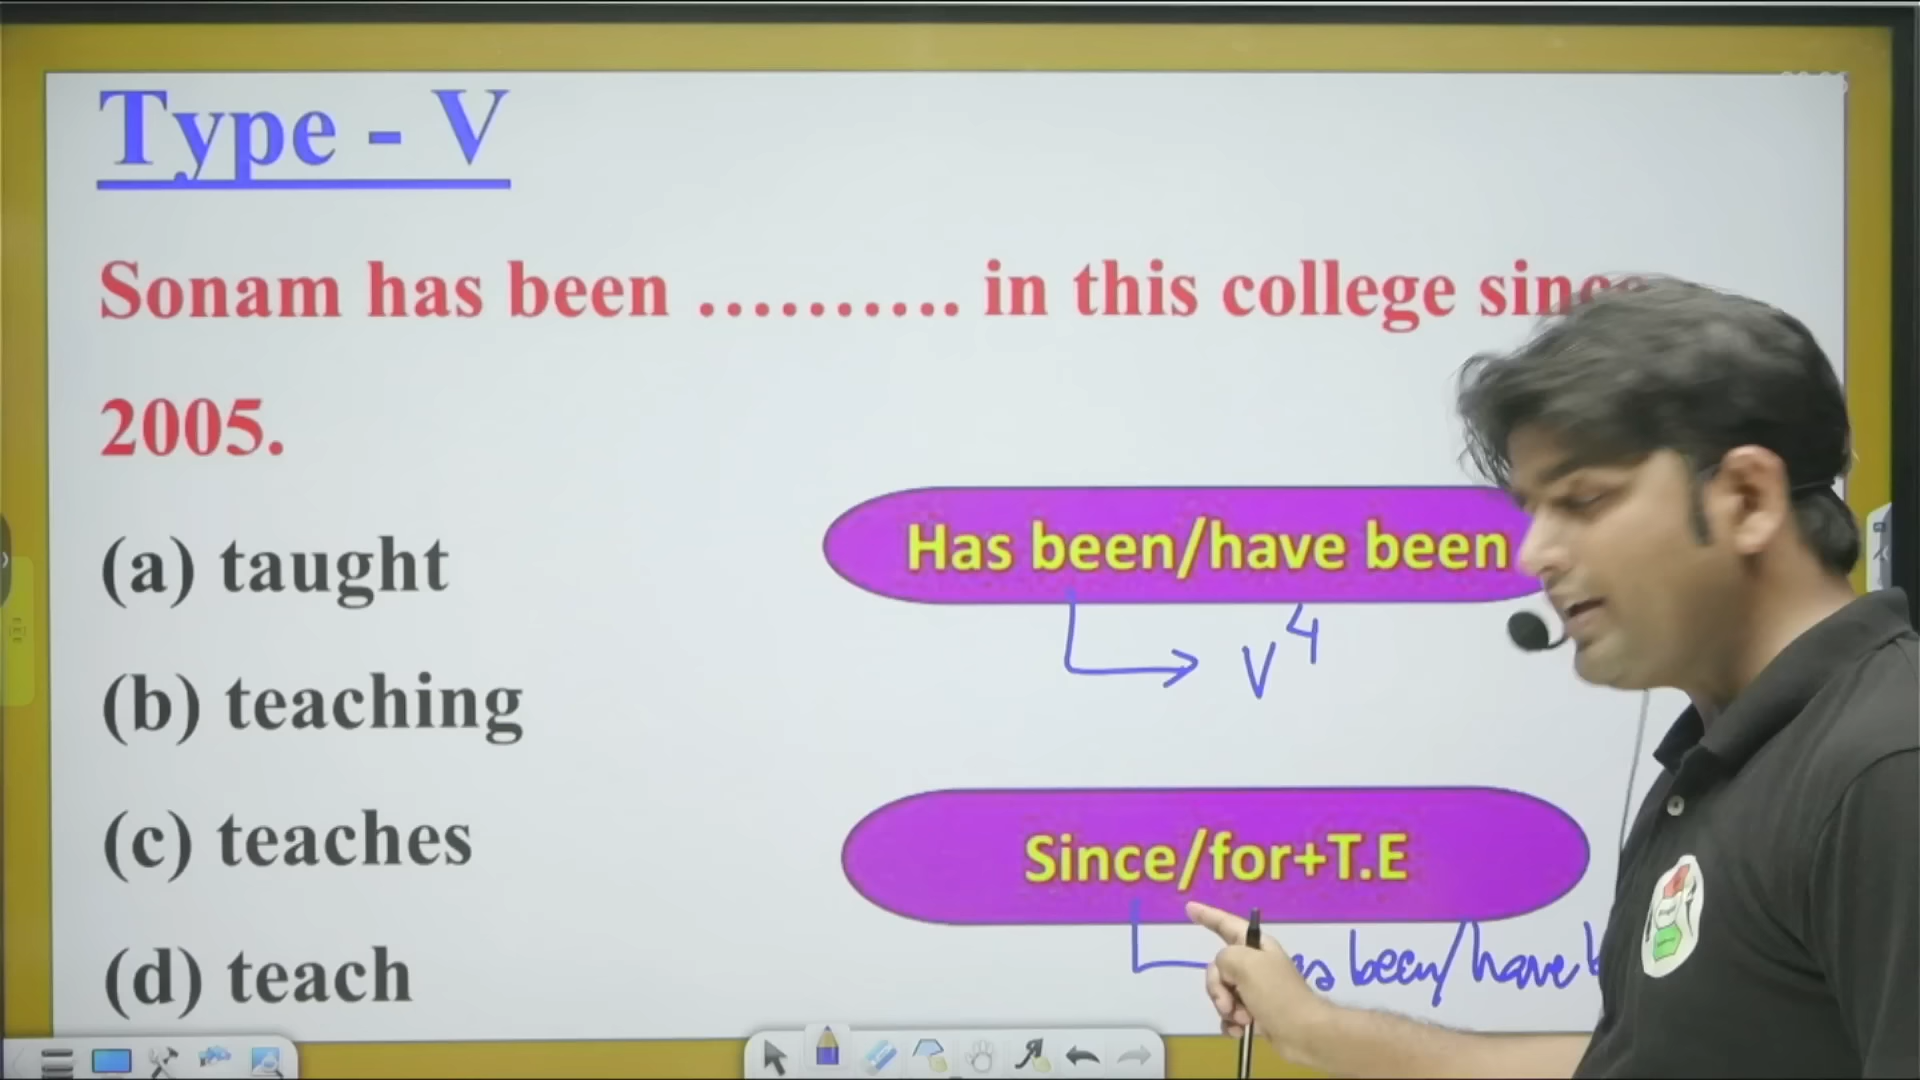 Type - V
Sonam has been .......... in this college since
2005.
(a) taught
(b) teaching
(c) teaches
(d) teach
Has been/have been
V4
Since/for+T.E
been/have